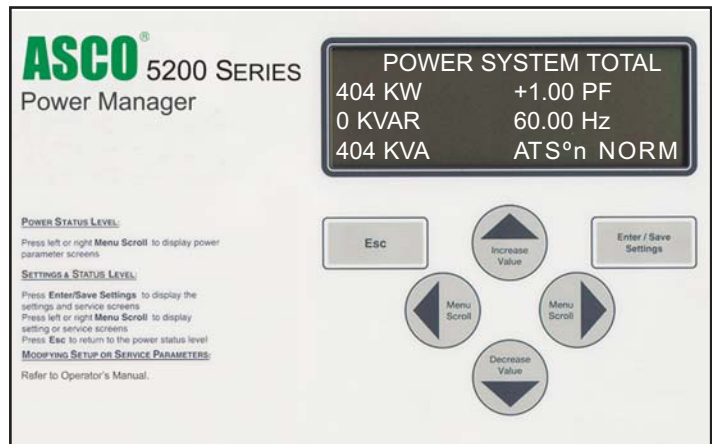 ASCO® 5200 SERIES
Power Manager
POWER SYSTEM TOTAL
404 KW +1.00 PF
0 KVAR 60.00 Hz
404 KVA ATSºn NORM
POWER STATUS LEVEL:
Press left or right Menu Scroll to display power
parameter screens
SETTINGS & STATUS LEVEL:
Press Enter/Save Settings to display the
settings and service screens
Press left or right Menu Scroll to display
setting or service screens
Press Esc to return to the power status level
MODIFYING SETUP OR SERVICE PARAMETERS:
Refer to Operator's Manual.
Esc
Increase
Value
Enter / Save
Settings
Menu
Scroll
Menu
Scroll
Decrease
Value